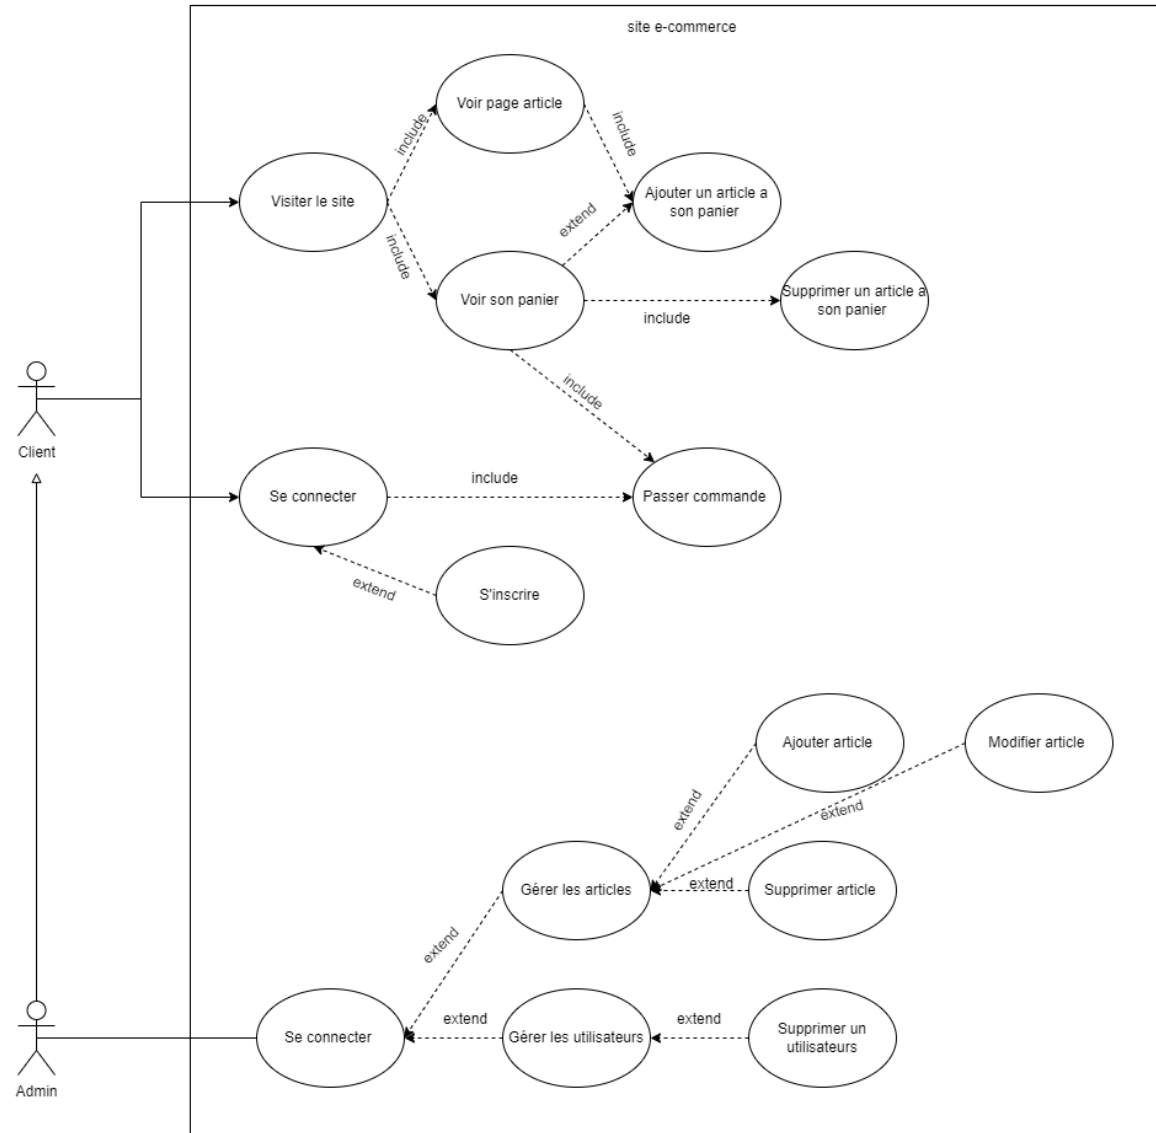 site e-commerce
Voir page article
include
include
Visiter le site
Ajouter un article a
son panier
extend
include
Voir son panier
Supprimer un article a
son panier
include
include
Client
Se connecter
include
Passer commande
extend
S'inscrire
Ajouter article
Modifier article
extend
extend
Gérer les articles
extend
Supprimer article
extend
Se connecter
extend
Gérer les utilisateurs
extend
Supprimer un
utilisateurs
Admin